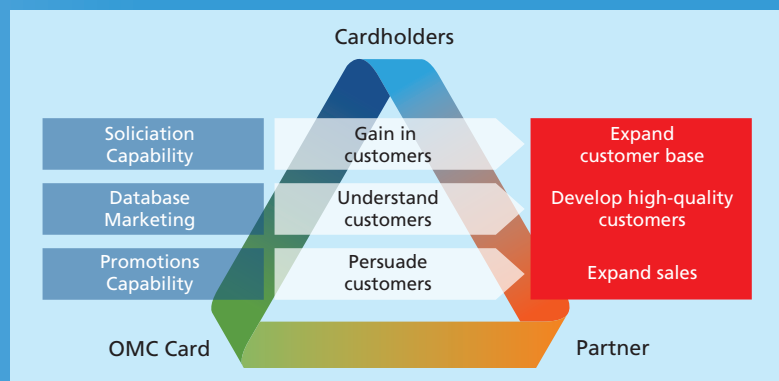 Cardholders
Soliciation
Capability
Gain in
customers
Expand
customer base
Database
Marketing
Understand
customers
Develop high-quality
customers
Promotions
Capability
Persuade
customers
Expand sales
OMC Card
Partner